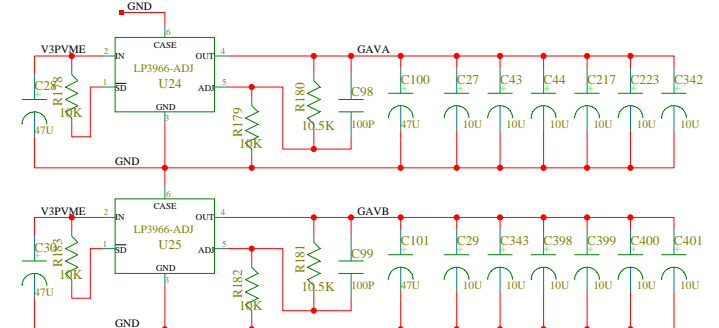 GND
6
V3PVME 2 IN CASE OUT 4 GAVA
LP3966-ADJ
C28 R178 1 SD U24 ADJ 5 R180 C98 C100 C27 C43 C44 C217 C223 C342
GND
47U 10K 3 R179 10K 10.5K 100P 47U 10U 10U 10U 10U 10U 10U
GND
6
V3PVME 2 IN CASE OUT 4 GAVB
LP3966-ADJ
C30 R183 1 SD U25 ADJ 5 R181 C99 C101 C29 C343 C398 C399 C400 C401
GND
47U 10K 3 R182 10K 10.5K 100P 47U 10U 10U 10U 10U 10U 10U
GND